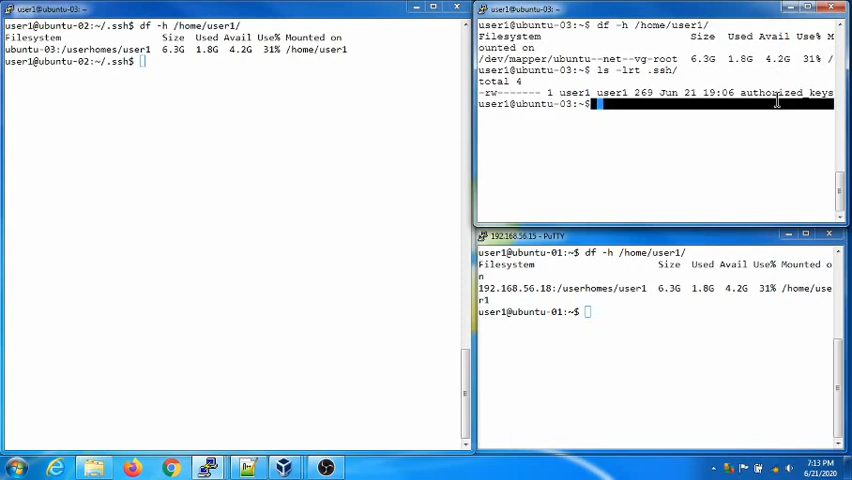 user1@ubuntu-03: ~
user1@ubuntu-02:~/.ssh$ df -h /home/user1/
Filesystem Size Used Avail Use% Mounted on
ubuntu-03:/userhomes/user1 6.3G 1.8G 4.2G 31% /home/user1
user1@ubuntu-02:~/.ssh$
user1@ubuntu-03: ~
user1@ubuntu-03:~$ df -h /home/user1/
Filesystem Size Used Avail Use% M
ounted on
/dev/mapper/ubuntu--net--vg-root 6.3G 1.8G 4.2G 31% /
user1@ubuntu-03:~$ ls -lrt .ssh/
total 4
-rw------- 1 user1 user1 269 Jun 21 19:06 authorized_keys
user1@ubuntu-03:~$
192.168.56.15 - PuTTY
user1@ubuntu-01:~$ df -h /home/user1/
Filesystem Size Used Avail Use% Mounted o
n
192.168.56.18:/userhomes/user1 6.3G 1.8G 4.2G 31% /home/use
r1
user1@ubuntu-01:~$
7:13 PM
6/21/2020